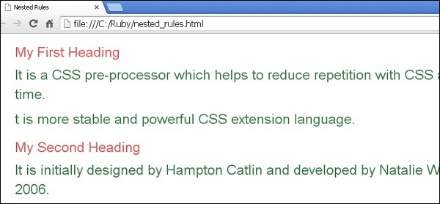 Nested Rules
file:///C:/Ruby/nested_rules.html
My First Heading
It is a CSS pre-processor which helps to reduce repetition with CSS a
time.
t is more stable and powerful CSS extension language.
My Second Heading
It is initially designed by Hampton Catlin and developed by Natalie W
2006.